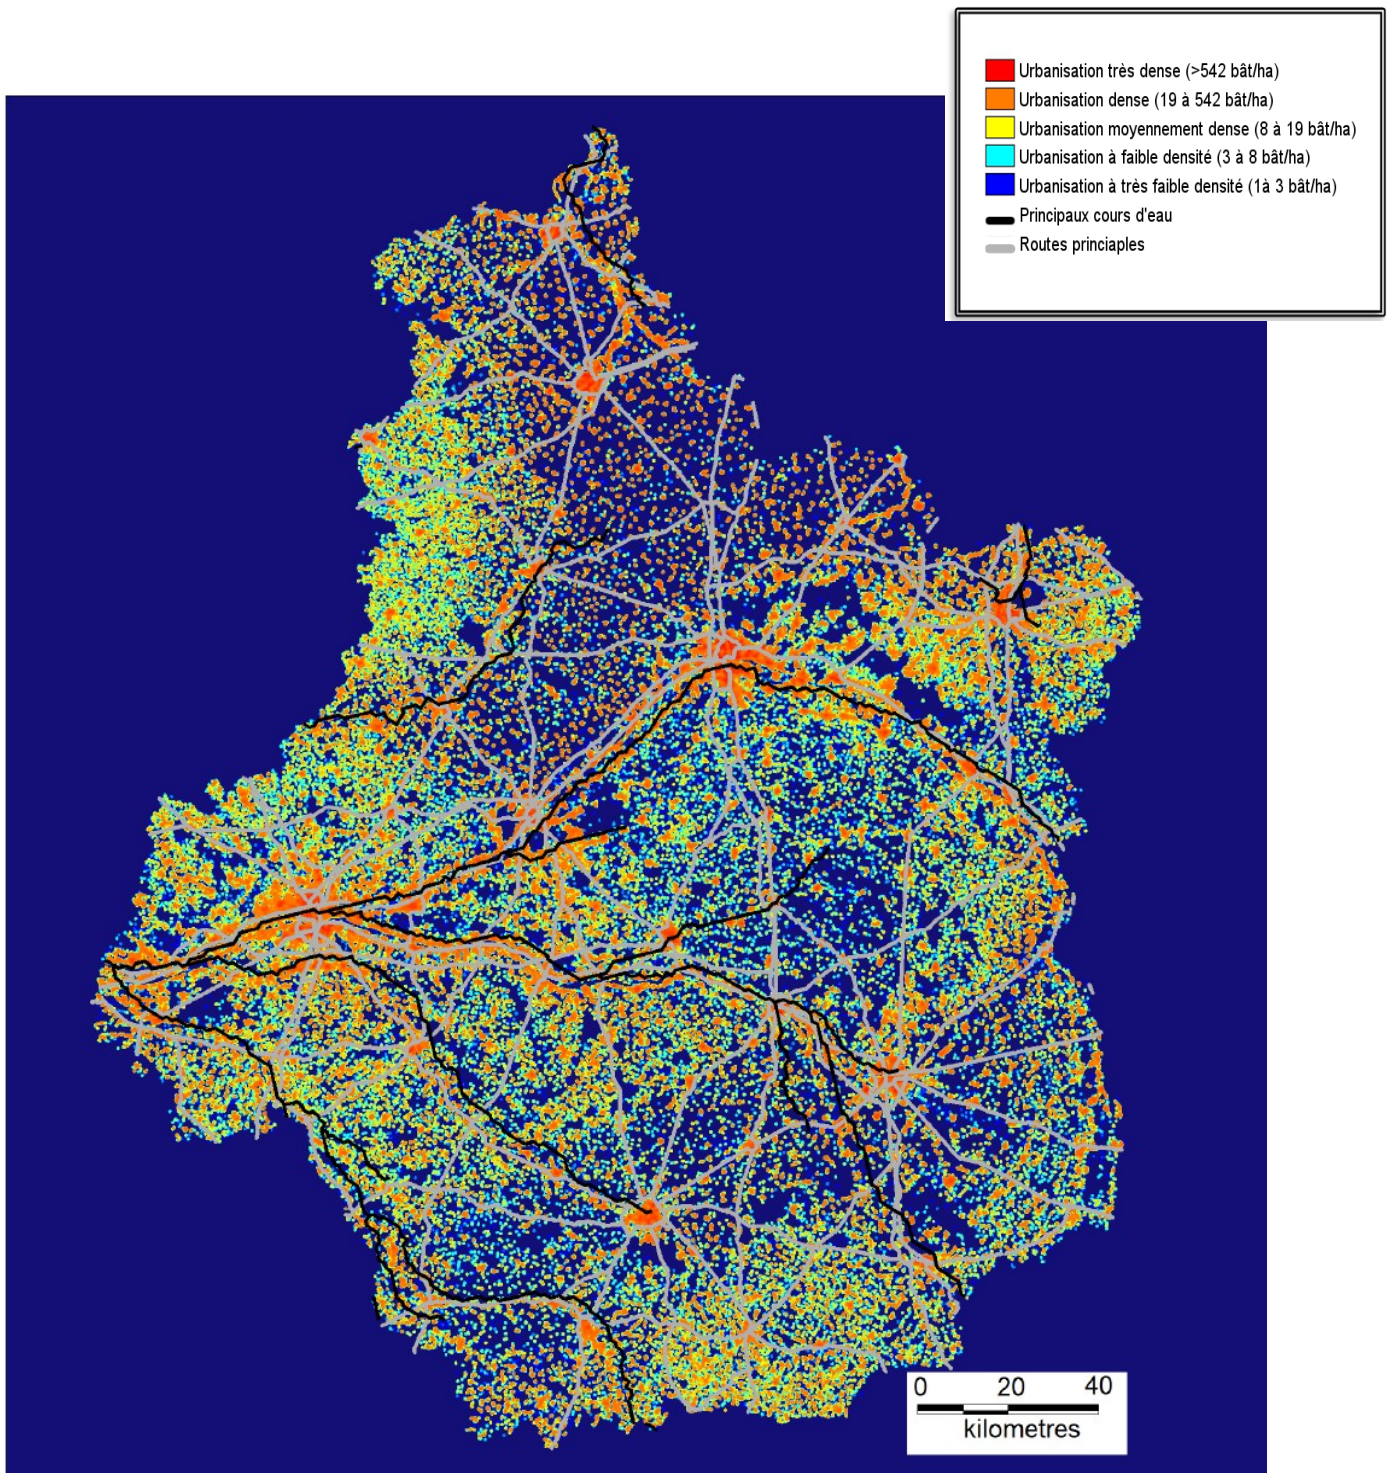 Urbanisation très dense (>542 bât/ha)
Urbanisation dense (19 à 542 bât/ha)
Urbanisation moyennement dense (8 à 19 bât/ha)
Urbanisation à faible densité (3 à 8 bât/ha)
Urbanisation à très faible densité (1à 3 bât/ha)
Principaux cours d'eau
Routes princiaples
0 20 40
kilometres